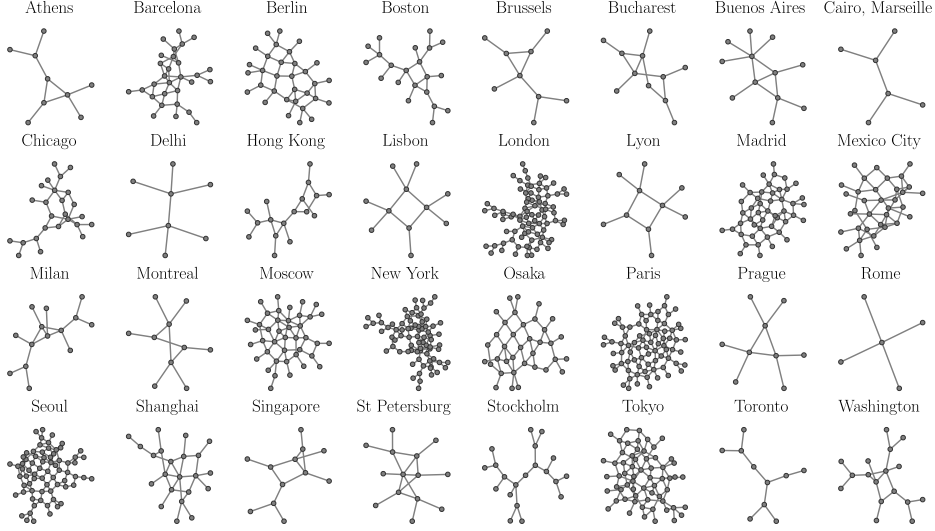 Athens Barcelona Berlin Boston Brussels Bucharest Buenos Aires Cairo, Marseille
Chicago Delhi Hong Kong Lisbon London Lyon Madrid Mexico City
Milan Montreal Moscow New York Osaka Paris Prague Rome
Seoul Shanghai Singapore St Petersburg Stockholm Tokyo Toronto Washington